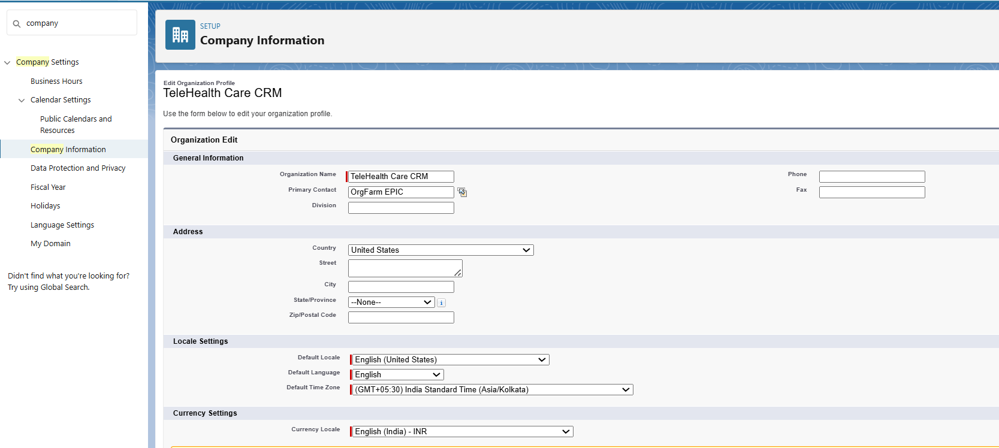 company
Company Settings
Business Hours
Calendar Settings
Public Calendars and
Resources
Company Information
Data Protection and Privacy
Fiscal Year
Holidays
Language Settings
My Domain
Didn't find what you're looking for?
Try using Global Search.
SETUP
Company Information
Edit Organization Profile
TeleHealth Care CRM
Use the form below to edit your organization profile.
Organization Edit
General Information
Organization Name TeleHealth Care CRM Phone
Primary Contact OrgFarm EPIC Fax
Division
Address
Country United States
Street
City
State/Province --None-- i
Zip/Postal Code
Locale Settings
Default Locale English (United States)
Default Language English
Default Time Zone (GMT+05:30) India Standard Time (Asia/Kolkata)
Currency Settings
Currency Locale English (India) - INR